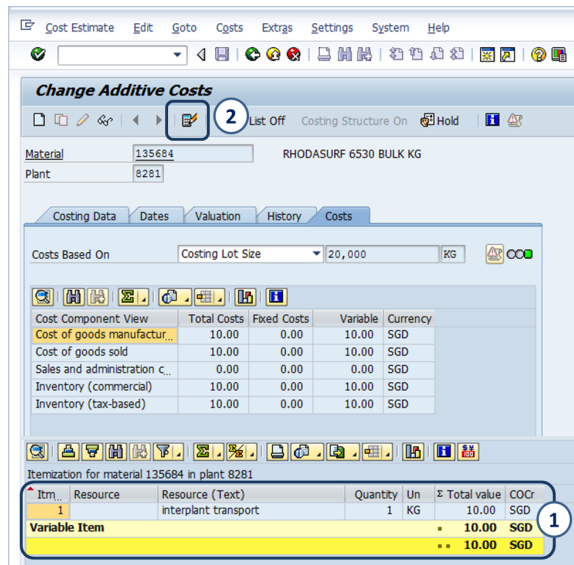 Cost Estimate Edit Goto Costs Extras Settings System Help
Change Additive Costs
2 List Off Costing Structure On Hold
Material 135684 RHODASURF 6530 BULK KG
Plant 8281
Costing Data Dates Valuation History Costs
Costs Based On Costing Lot Size 20,000 KG
Cost Component View Total Costs Fixed Costs Variable Currency
Cost of goods manufactur... 10.00 0.00 10.00 SGD
Cost of goods sold 10.00 0.00 10.00 SGD
Sales and administration c... 0.00 0.00 0.00 SGD
Inventory (commercial) 10.00 0.00 10.00 SGD
Inventory (tax-based) 10.00 0.00 10.00 SGD
Itemization for material 135684 in plant 8281
Itm... Resource Resource (Text) Quantity Un Σ Total value COCr
1 interplant transport 1 KG 10.00 SGD
1
Variable Item ▪ 10.00 SGD
▪▪ 10.00 SGD